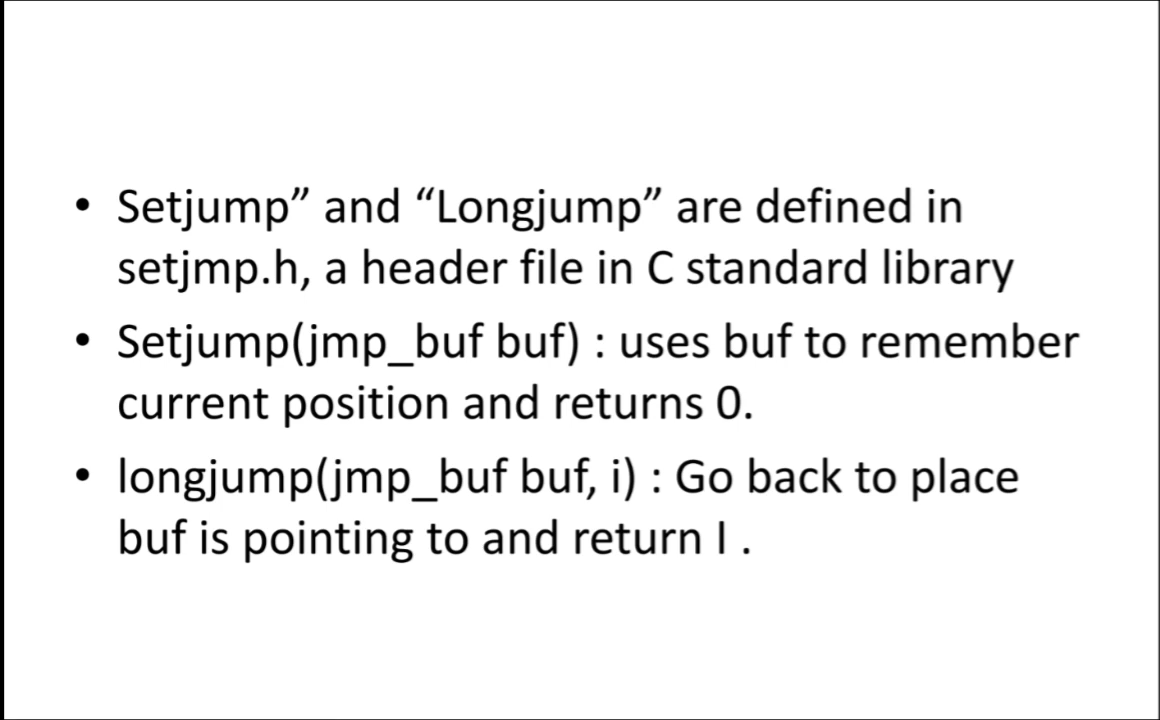 • Setjump” and “Longjump” are defined in
setjmp.h, a header file in C standard library
• Setjump(jmp_buf buf) : uses buf to remember
current position and returns 0.
• longjump(jmp_buf buf, i) : Go back to place
buf is pointing to and return I .